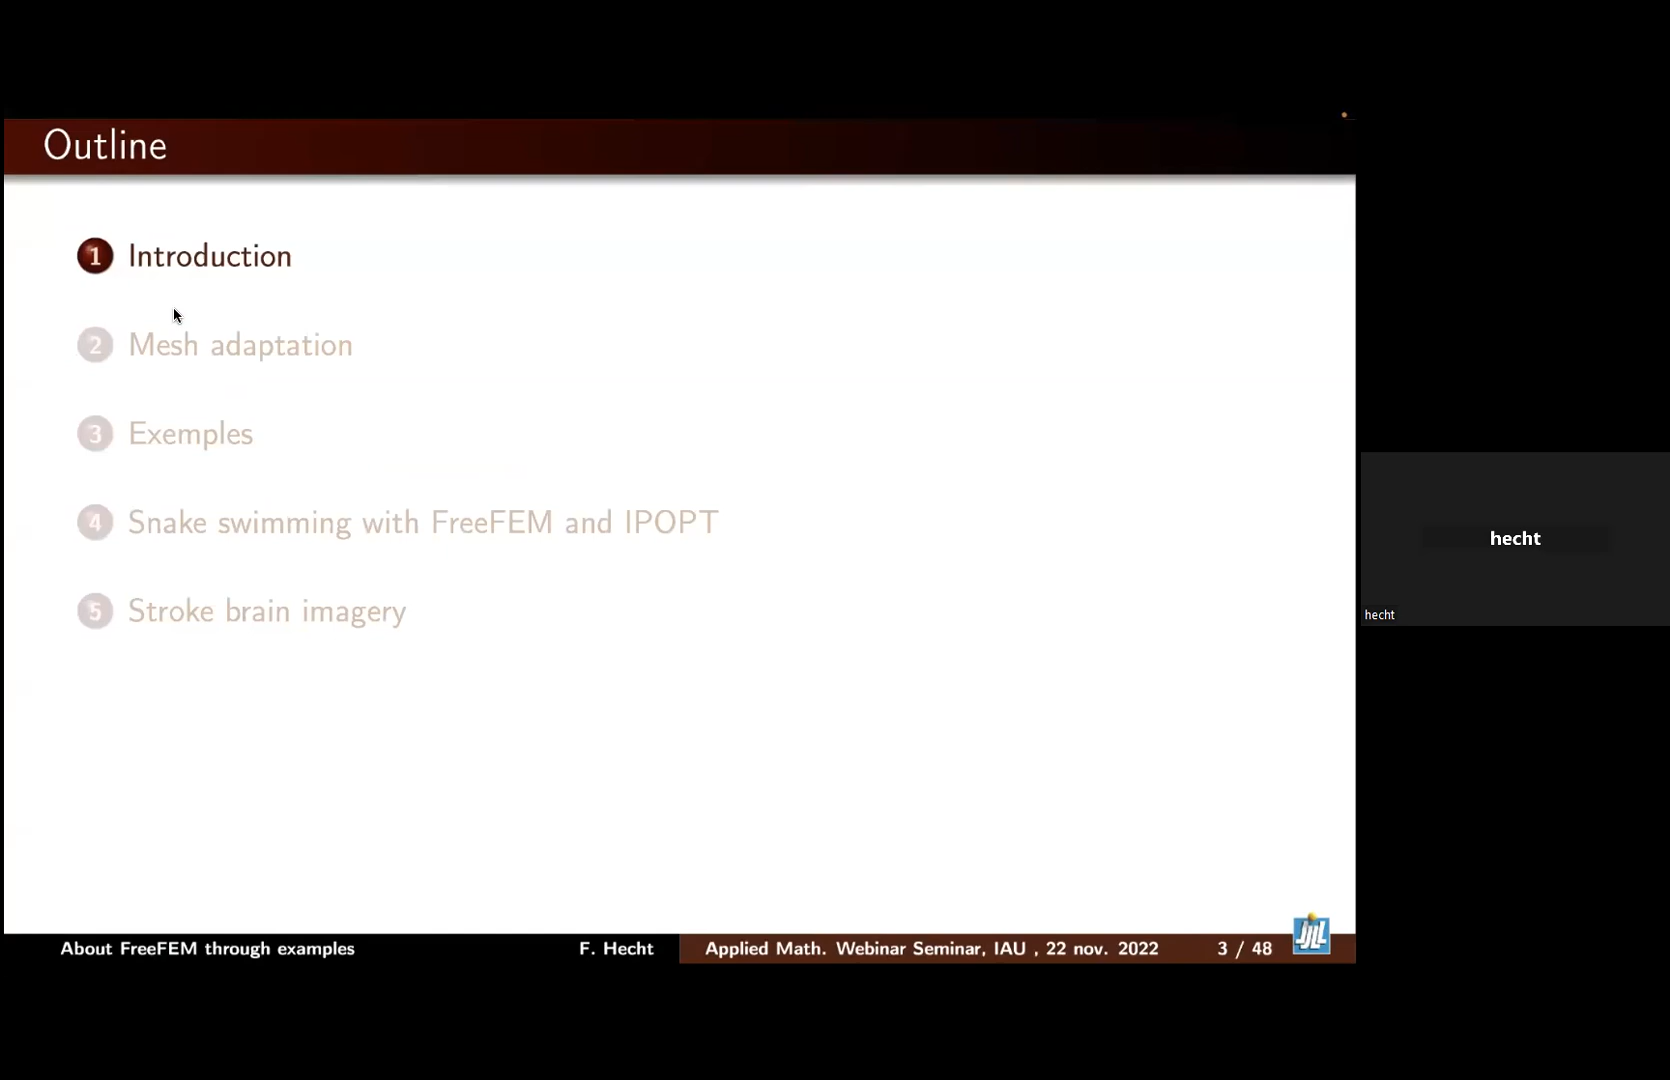 Outline
1 Introduction
2 Mesh adaptation
3 Exemples
4 Snake swimming with FreeFEM and IPOPT
5 Stroke brain imagery
hecht
hecht
About FreeFEM through examples F. Hecht Applied Math. Webinar Seminar, IAU , 22 nov. 2022 3 / 48